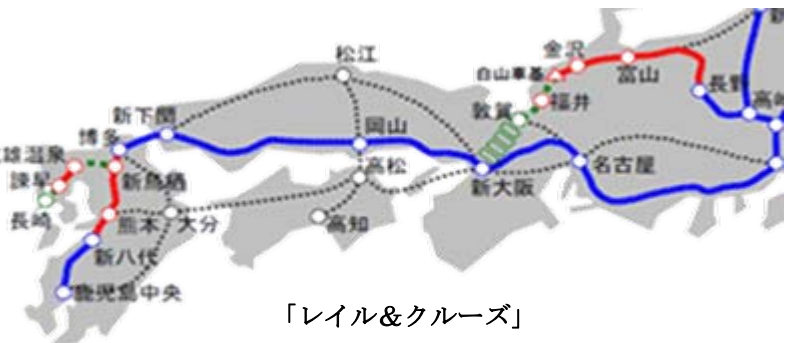 金沢
松江
白山車基
富山
敦賀
福井
長野
新下関
博多
岡山
雄温泉
高松
名古屋
諫早
新鳥栖
新大阪
長崎
熊本
大分
高知
新八代
鹿児島中央
「レイル&クルーズ」